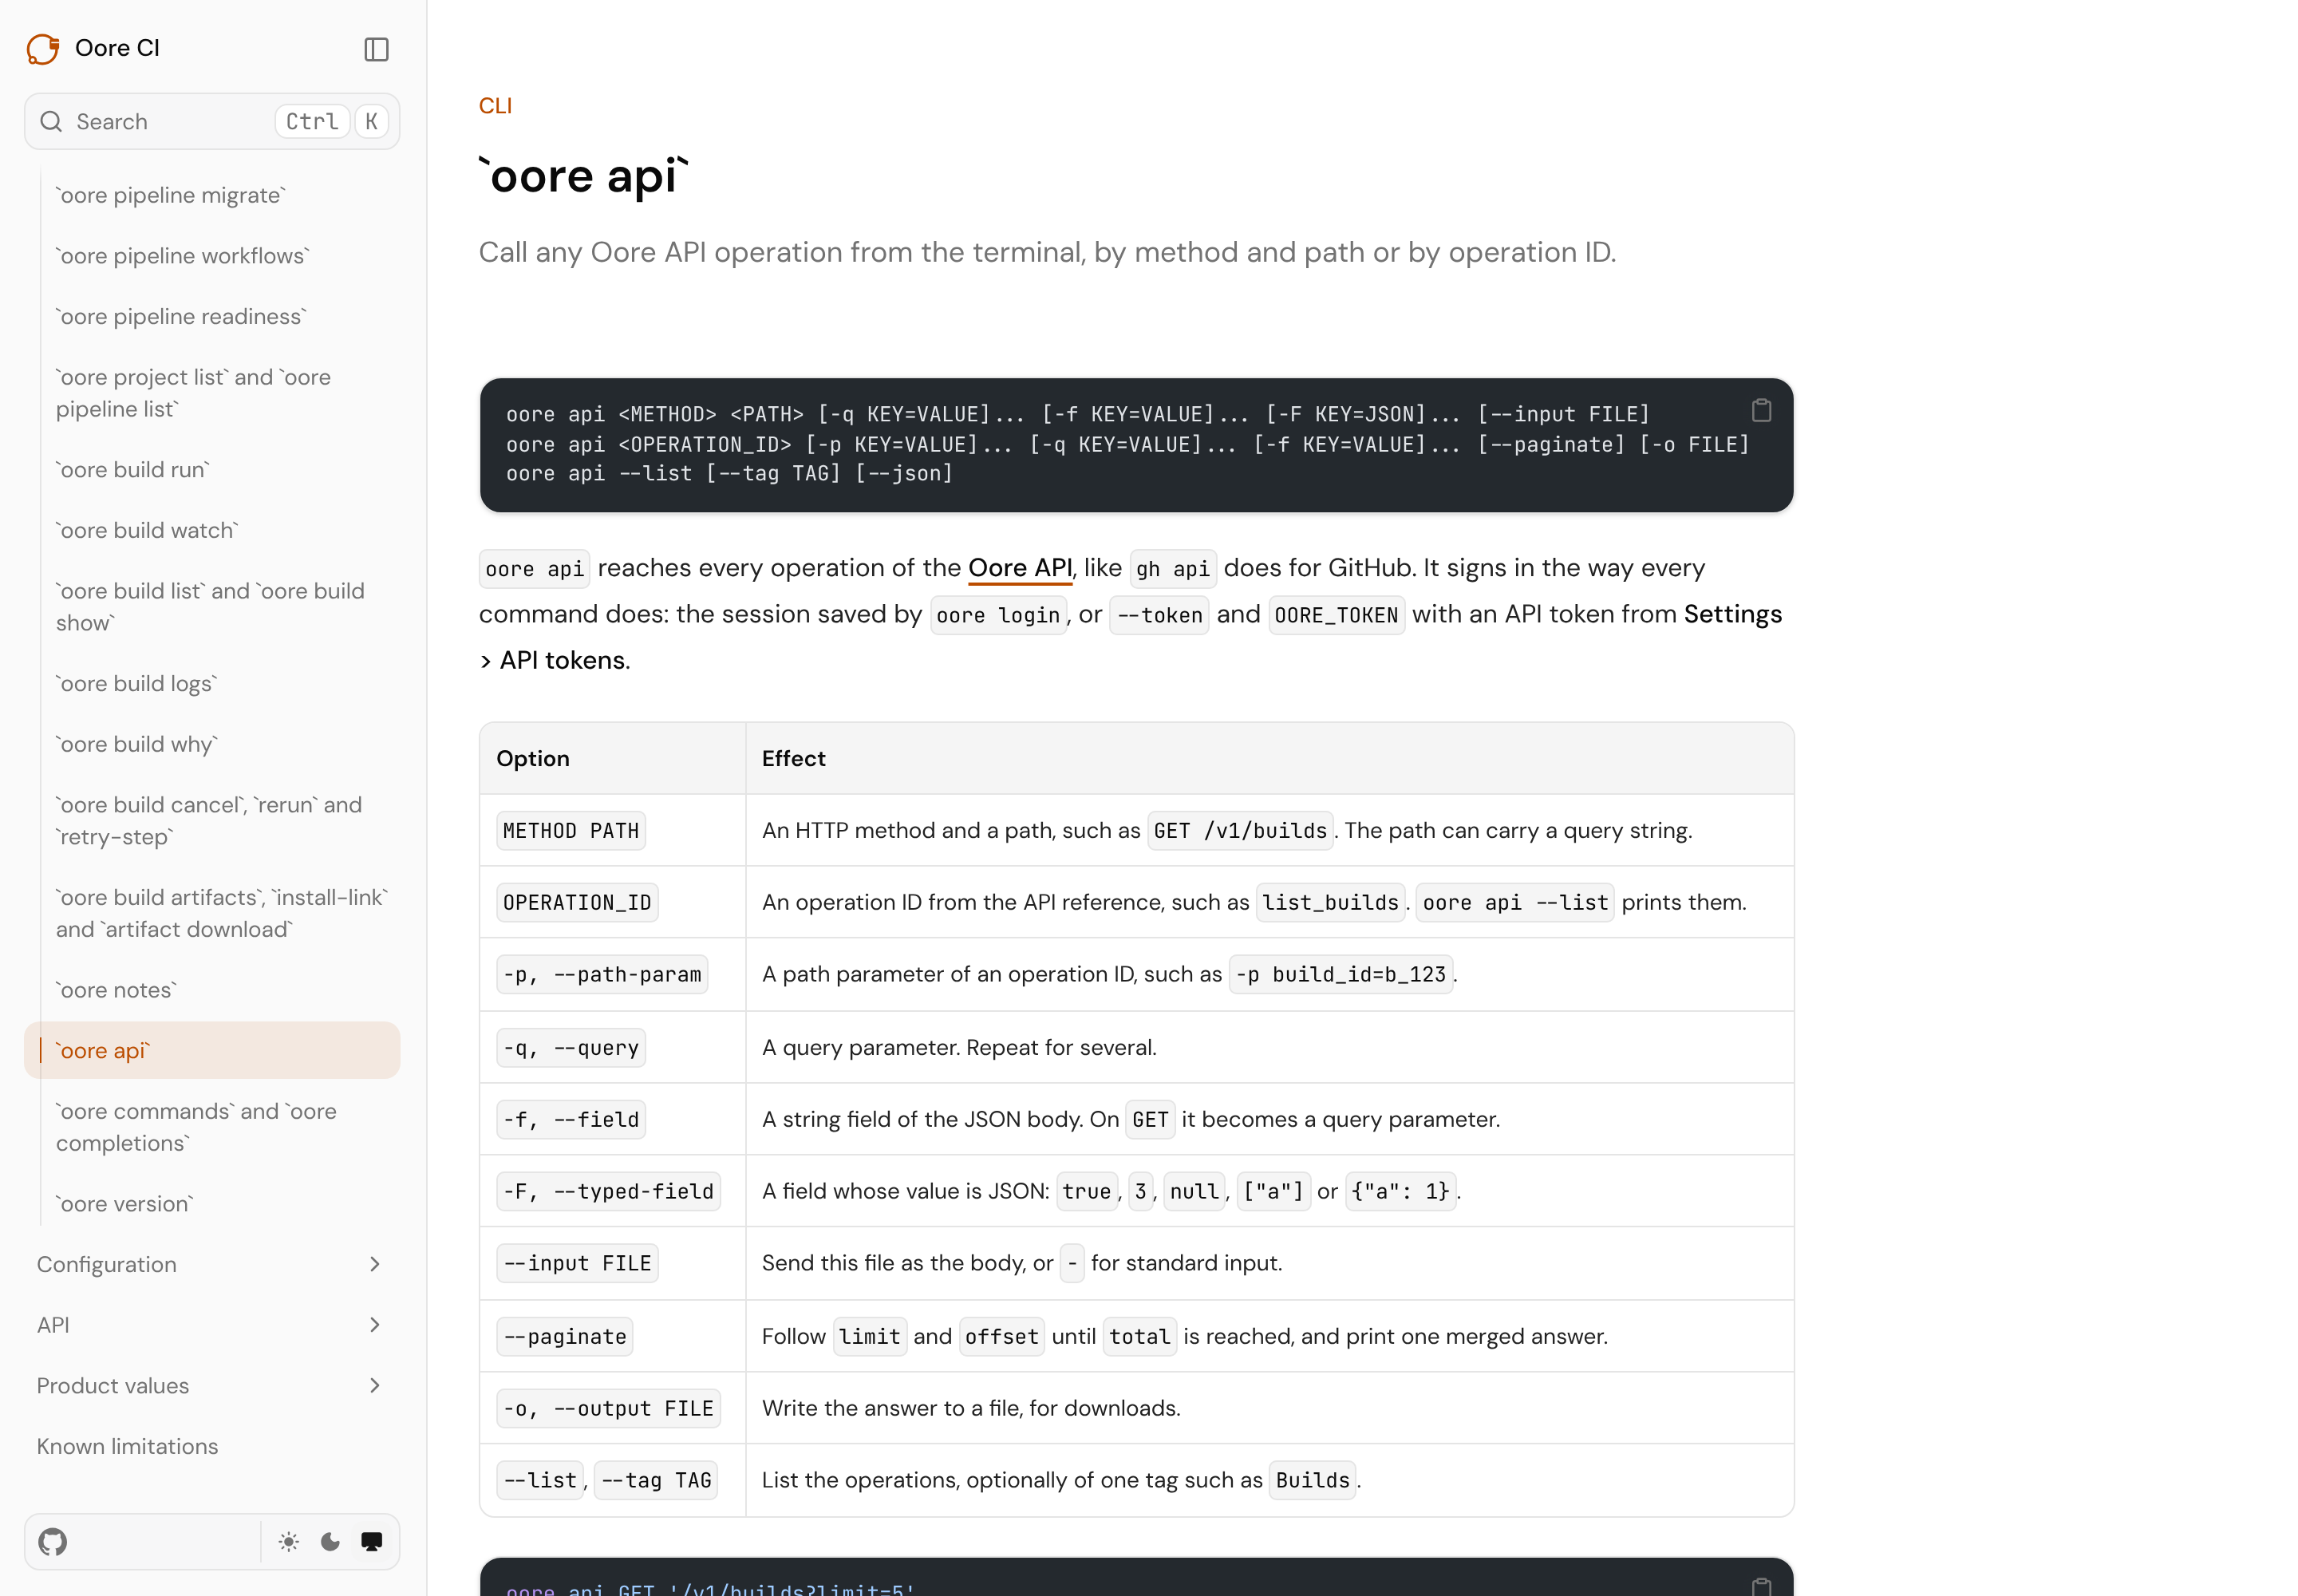 Oore CI
Search Ctrl K
`oore pipeline migrate`
`oore pipeline workflows`
`oore pipeline readiness`
`oore project list` and `oore
pipeline list`
`oore build run`
`oore build watch`
`oore build list` and `oore build
show`
`oore build logs`
`oore build why`
`oore build cancel`, `rerun` and
`retry-step`
`oore build artifacts`, `install-link`
and `artifact download`
`oore notes`
`oore api`
`oore commands` and `oore
completions`
`oore version`
Configuration
API
Product values
Known limitations
CLI
`oore api`
Call any Oore API operation from the terminal, by method and path or by operation ID.
oore api <METHOD> <PATH> [-q KEY=VALUE]... [-f KEY=VALUE]... [-F KEY=JSON]... [--input FILE]
oore api <OPERATION_ID> [-p KEY=VALUE]... [-q KEY=VALUE]... [-f KEY=VALUE]... [--paginate] [-o FILE]
oore api --list [--tag TAG] [--json]
oore api reaches every operation of the Oore API, like gh api does for GitHub. It signs in the way every
command does: the session saved by oore login, or --token and OORE_TOKEN with an API token from Settings
> API tokens.
Option Effect
METHOD PATH An HTTP method and a path, such as GET /v1/builds. The path can carry a query string.
OPERATION_ID An operation ID from the API reference, such as list_builds. oore api --list prints them.
-p, --path-param A path parameter of an operation ID, such as -p build_id=b_123.
-q, --query A query parameter. Repeat for several.
-f, --field A string field of the JSON body. On GET it becomes a query parameter.
-F, --typed-field A field whose value is JSON: true, 3, null, ["a"] or {"a": 1}.
--input FILE Send this file as the body, or - for standard input.
--paginate Follow limit and offset until total is reached, and print one merged answer.
-o, --output FILE Write the answer to a file, for downloads.
--list, --tag TAG List the operations, optionally of one tag such as Builds.
oore api GET '/v1/builds?limit=5'